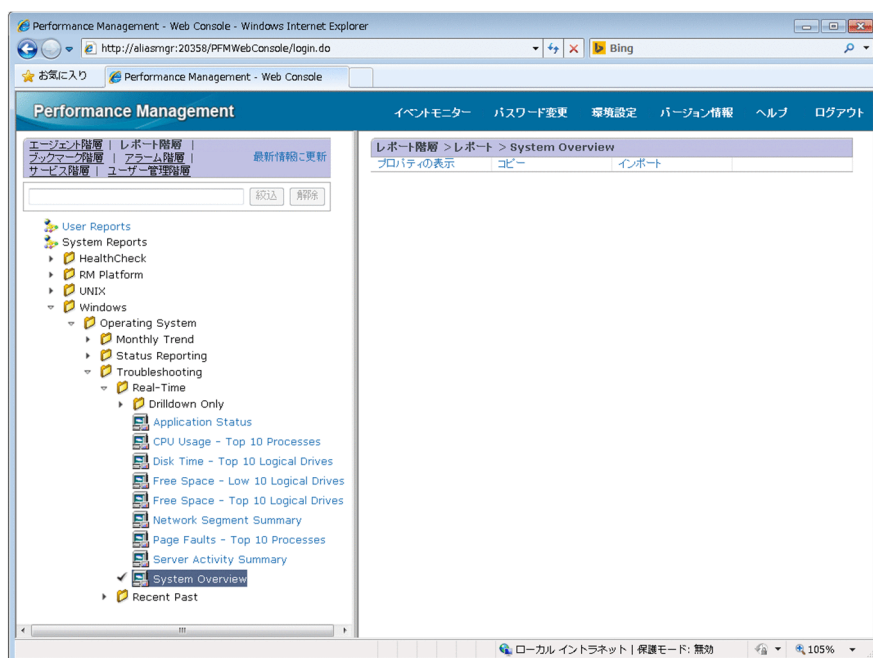 Performance Management - Web Console - Windows Internet Explorer
http://aliasmgr:20358/PFMWebConsole/login.do
Bing
お気に入り
Performance Management - Web Console
Performance Management
イベントモニター パスワード変更 環境設定 バージョン情報 ヘルプ ログアウト
エージェント階層 | レポート階層 |
ブックマーク階層 | アラーム階層 |
サービス階層 | ユーザー管理階層
最新情報に更新
絞込 解除
User Reports
System Reports
HealthCheck
RM Platform
UNIX
Windows
Operating System
Monthly Trend
Status Reporting
Troubleshooting
Real-Time
Drilldown Only
Application Status
CPU Usage - Top 10 Processes
Disk Time - Top 10 Logical Drives
Free Space - Low 10 Logical Drives
Free Space - Top 10 Logical Drives
Network Segment Summary
Page Faults - Top 10 Processes
Server Activity Summary
System Overview
Recent Past
レポート階層 >レポート > System Overview
プロパティの表示 コピー インポート
ローカル イントラネット | 保護モード: 無効
105%